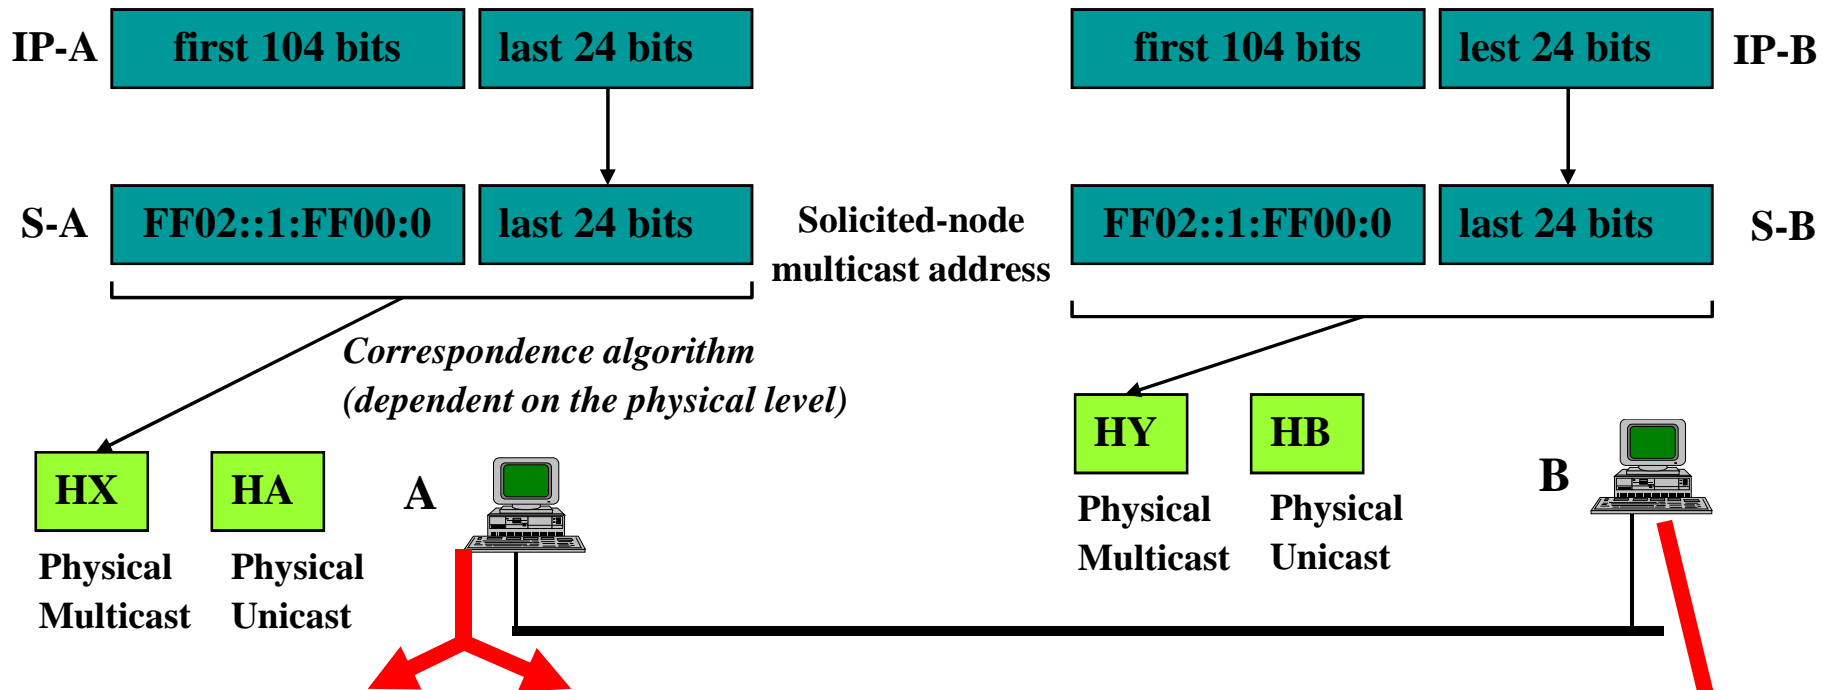 IP-A first 104 bits last 24 bits
first 104 bits lest 24 bits IP-B
S-A FF02::1:FF00:0 last 24 bits
Solicited-node
multicast address
FF02::1:FF00:0 last 24 bits S-B
Correspondence algorithm
(dependent on the physical level)
HX
Physical
Multicast
HA
Physical
Unicast
A
HY
Physical
Multicast
HB
Physical
Unicast
B